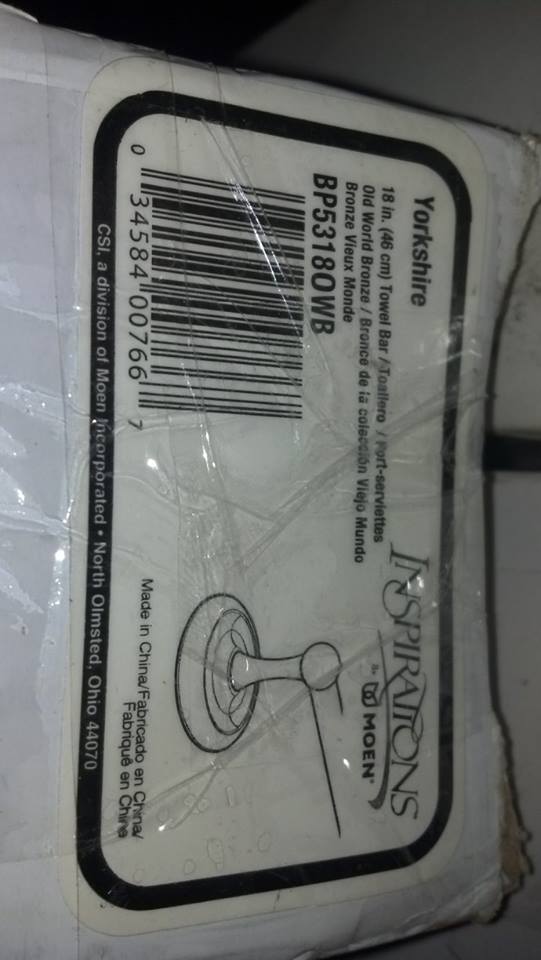 Yorkshire
18 in. (46 cm) Towel Bar / Toallero / Port-serviettes
Old World Bronze / Bronce de la colección Viejo Mundo
Bronze Vieux Monde
BP5318OWB
INSPIRATIONS
By MOEN®
0 34584 00766 7
Made in China/Fabricado en China/
Fabriqué en Chine
CSI, a division of Moen Incorporated • North Olmsted, Ohio 44070